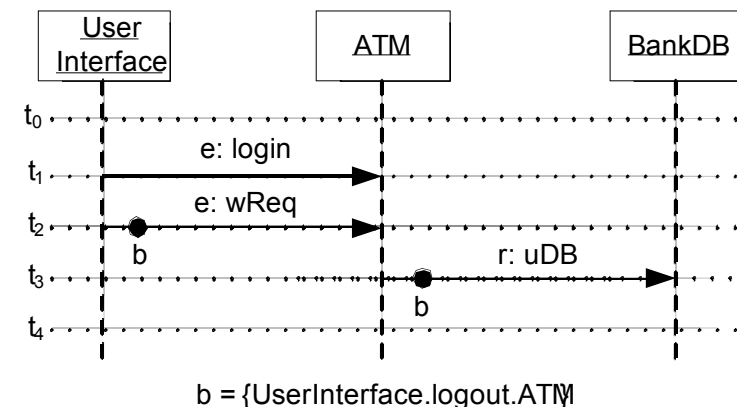 User
Interface
ATM
BankDB
t0
e: login
t1
e: wReq
t2
b
r: uDB
t3
b
t4
b = {UserInterface.logout.ATM}